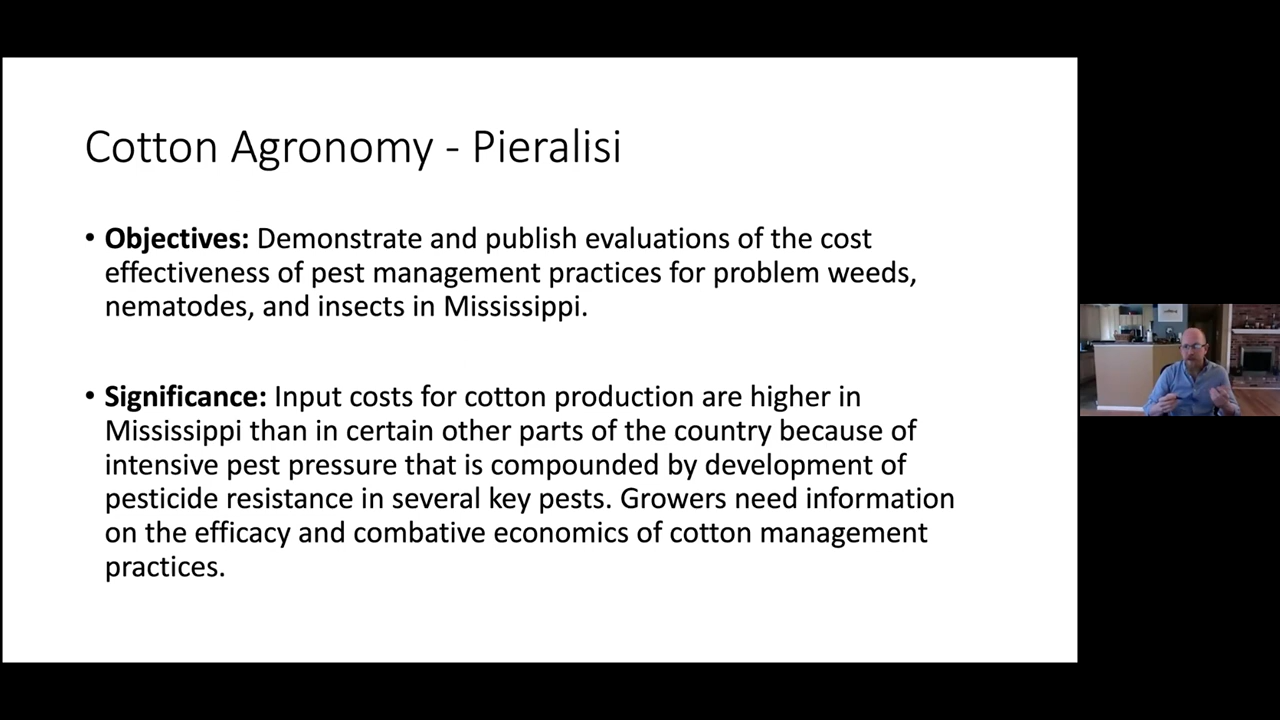 Cotton Agronomy - Pieralisi
• Objectives: Demonstrate and publish evaluations of the cost
effectiveness of pest management practices for problem weeds,
nematodes, and insects in Mississippi.
• Significance: Input costs for cotton production are higher in
Mississippi than in certain other parts of the country because of
intensive pest pressure that is compounded by development of
pesticide resistance in several key pests. Growers need information
on the efficacy and combative economics of cotton management
practices.